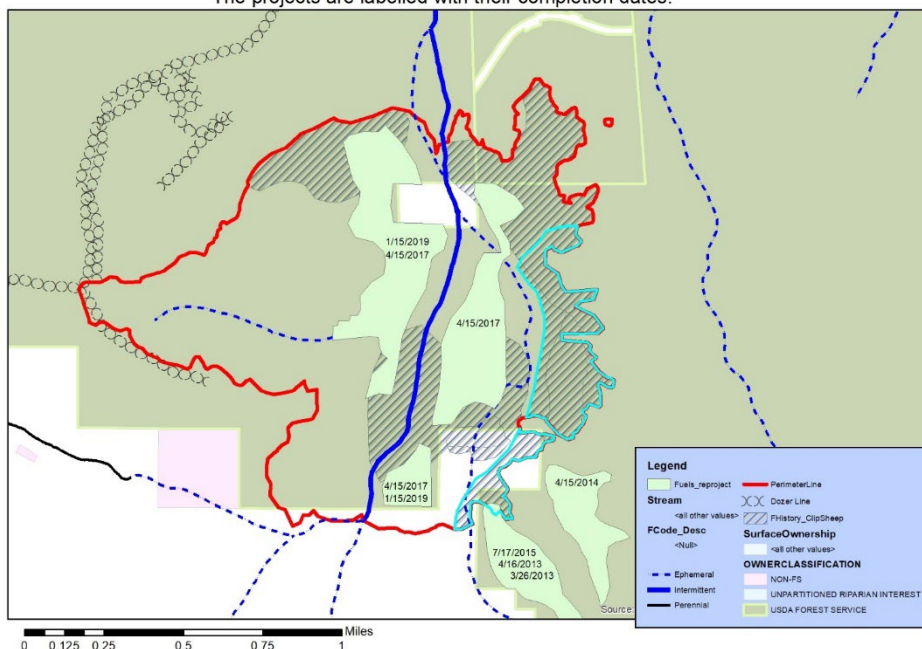 The projects are labelled with their completion dates.
1/15/2019
4/15/2017
4/15/2017
4/15/2017
1/15/2019
4/15/2014
7/17/2015
4/16/2013
3/26/2013
Source:
Legend
Fuels_reproject
Stream
<all other values>
FCode_Desc
<Null>
Ephemeral
Intermittent
Perennial
PerimeterLine
Dozer Line
FHistory_ClipSheep
SurfaceOwnership
<all other values>
OWNERCLASSIFICATION
NON-FS
UNPARTITIONED RIPARIAN INTEREST
USDA FOREST SERVICE
Miles
0 0.125 0.25 0.5 0.75 1